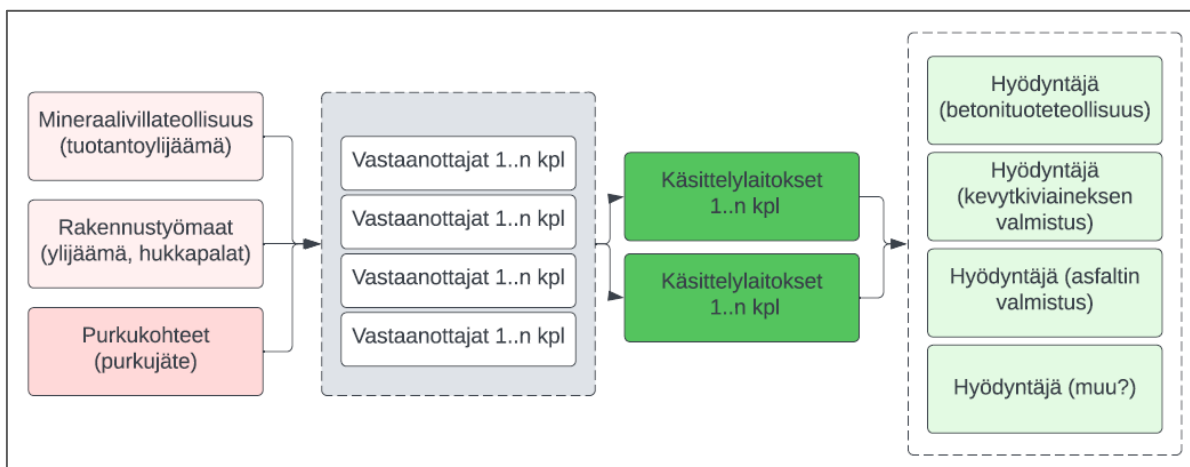 Mineraalivillateollisuus
(tuotantoylijäämä)
Rakennustyömaat
(ylijäämä, hukkapalat)
Purkukohteet
(purkujäte)
Vastaanottajat 1..n kpl
Vastaanottajat 1..n kpl
Vastaanottajat 1..n kpl
Vastaanottajat 1..n kpl
Käsittelylaitokset
1..n kpl
Käsittelylaitokset
1..n kpl
Hyödyntäjä
(betonituoteteollisuus)
Hyödyntäjä
(kevytkiviaineksen
valmistus)
Hyödyntäjä (asfaltin
valmistus)
Hyödyntäjä (muu?)